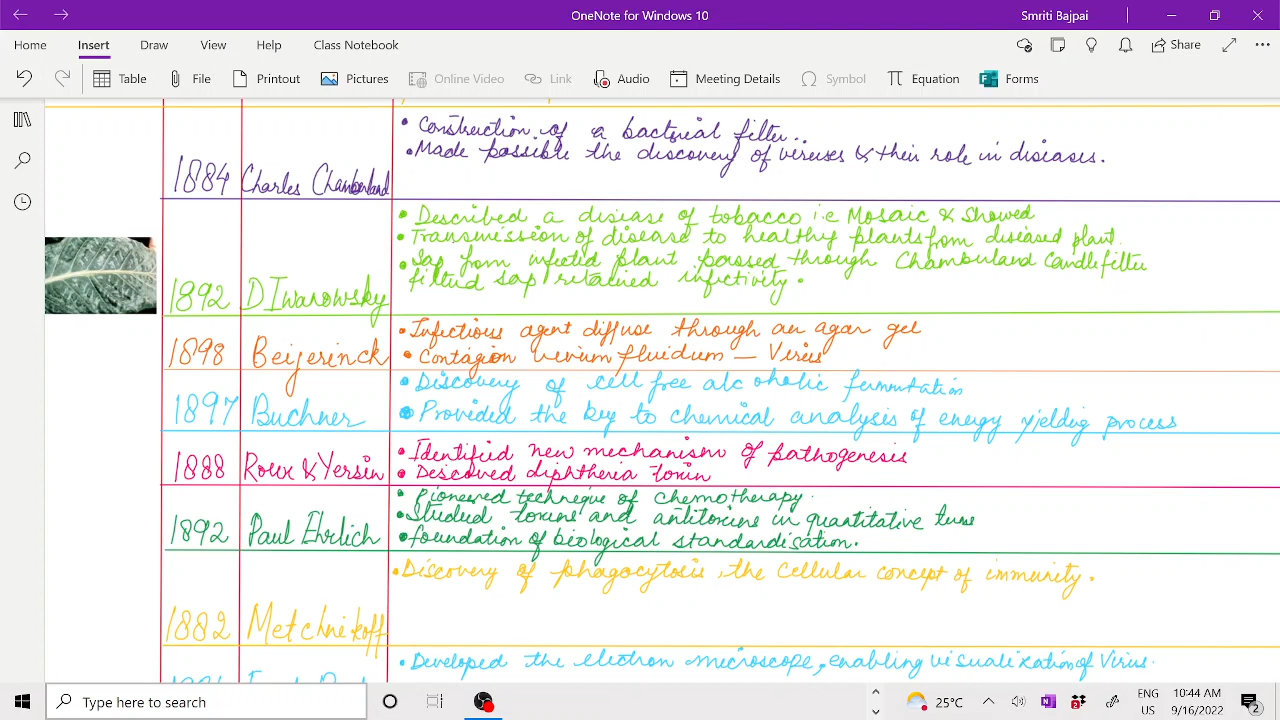 OneNote for Windows 10
Smriti Bajpai
Home Insert Draw View Help Class Notebook
Share
Table File Printout Pictures Online Video Link Audio Meeting Details Symbol Equation Forms
• Construction of a bacterial filter..
• Made possible the discovery of viruses & their role in diseases.
1884 Charles Chamberland
• Described a disease of tobacco i.e Mosaic & Showed
• Transmission of disease to healthy plants from diseased plant.
• Sap from infected plant passed through Chamberland Candle filter
filtered sap retained infectivity.
1892 D Iwanowsky
• Infectious agent diffuse through an agar gel
• Contagion vivum fluidum — Virus
1898 Beijerinck
• Discovery of cell free alcoholic fermentation
• Provided the key to chemical analysis of energy yielding process
1897 Buchner
• Identified new mechanism of pathogenesis
• Discoved diphtheria toxin
1888 Roux & Yersin
• Pioneered technique of chemotherapy.
• Studied toxins and antitoxins in quantitative terms
• foundation of biological standardisation.
1892 Paul Ehrlich
• Discovery of phagocytosis, the cellular concept of immunity.
1882 Metchnikoff
• Developed the electron microscope, enabling visualization of Virus.
Type here to search
25°C
ENG
US
10:44 AM
9/16/2022
2